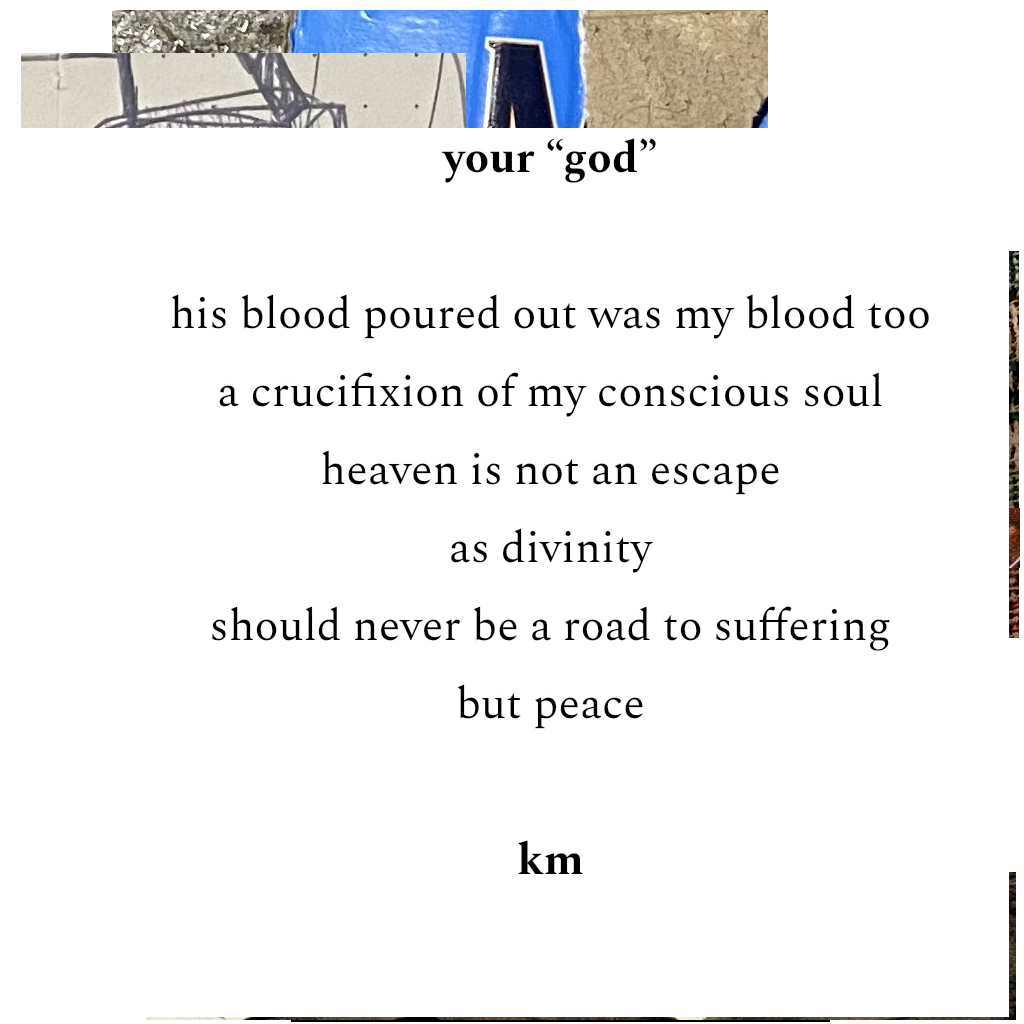 A
your “god”
his blood poured out was my blood too
a crucifixion of my conscious soul
heaven is not an escape
as divinity
should never be a road to suffering
but peace
km